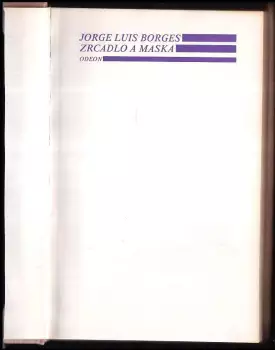 JORGE LUIS BORGES
ZRCADLO A MASKA
ODEON